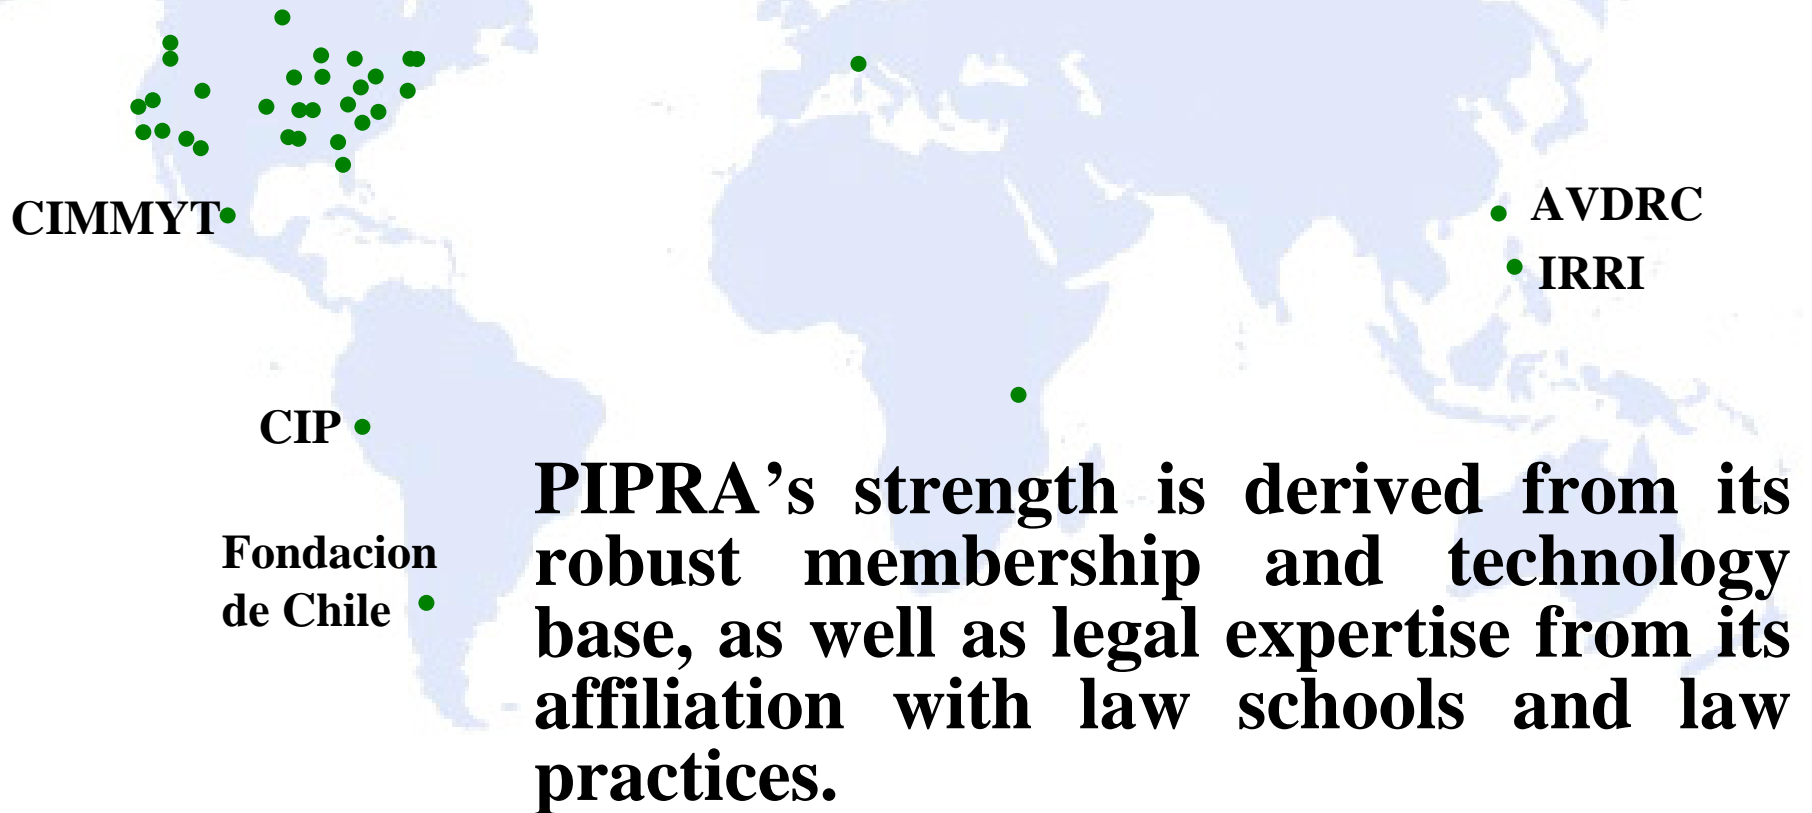 CIMMYT
AVDRC
IRRI
CIP
Fondacion
de Chile
PIPRA’s strength is derived from its
robust membership and technology
base, as well as legal expertise from its
affiliation with law schools and law
practices.